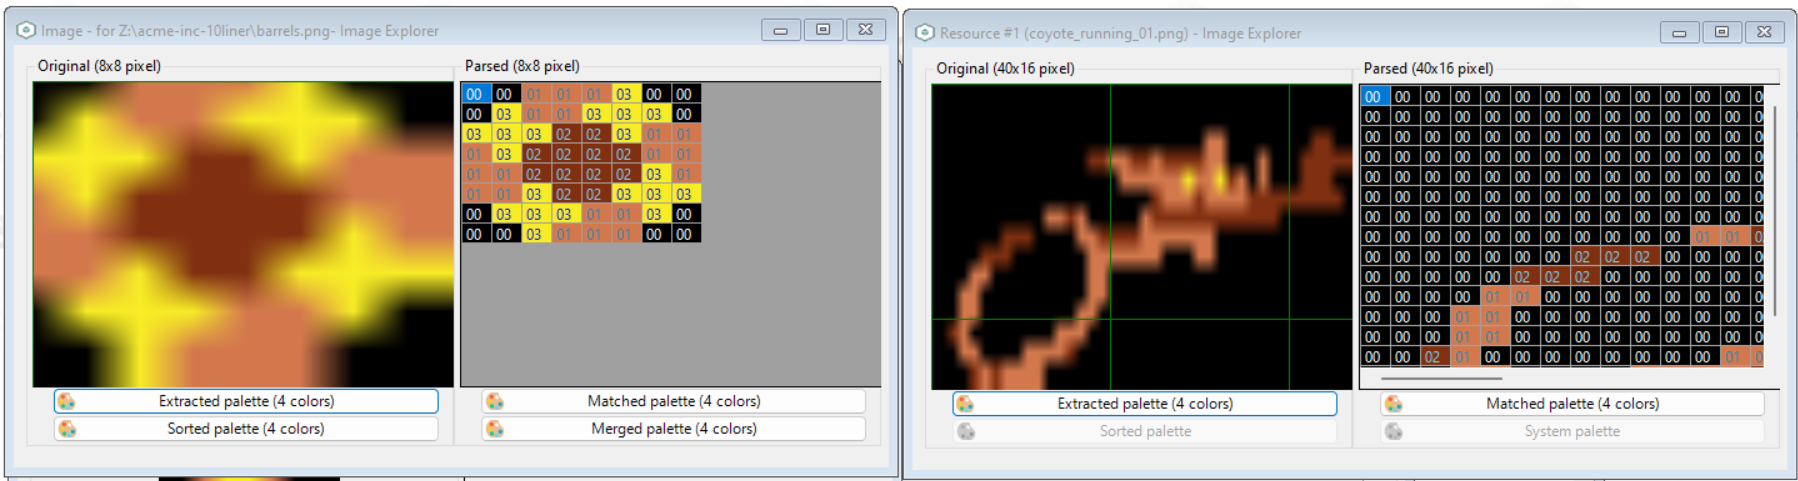 Image - for Z:\acme-inc-10liner\barrels.png- Image Explorer
Original (8x8 pixel)
Parsed (8x8 pixel)
00 00 01 01 01 03 00 00
00 03 01 01 03 03 03 00
03 03 03 02 02 03 01 01
01 03 02 02 02 02 01 01
01 01 02 02 02 02 03 01
01 01 03 02 02 03 03 03
00 03 03 03 01 01 03 00
00 00 03 01 01 01 00 00
Extracted palette (4 colors)
Matched palette (4 colors)
Sorted palette (4 colors)
Merged palette (4 colors)
Resource #1 (coyote_running_01.png) - Image Explorer
Original (40x16 pixel)
Parsed (40x16 pixel)
00 00 00 00 00 00 00 00 00 00 00 00 00
00 00 00 00 00 00 00 00 00 00 00 00 00
00 00 00 00 00 00 00 00 00 00 00 00 00
00 00 00 00 00 00 00 00 00 00 00 00 00
00 00 00 00 00 00 00 00 00 00 00 00 00
00 00 00 00 00 00 00 00 00 00 00 00 00
00 00 00 00 00 00 00 00 00 00 00 00 00
00 00 00 00 00 00 00 00 00 00 00 01 01
00 00 00 00 00 00 00 02 02 02 00 00 00
00 00 00 00 00 02 02 02 00 00 00 00 00
00 00 00 00 01 01 00 00 00 00 00 00 00
00 00 00 01 01 00 00 00 00 00 00 00 00
00 00 00 01 01 00 00 00 00 00 00 00 00
00 00 02 01 00 00 00 00 00 00 00 00 01
Extracted palette (4 colors)
Matched palette (4 colors)
Sorted palette
System palette